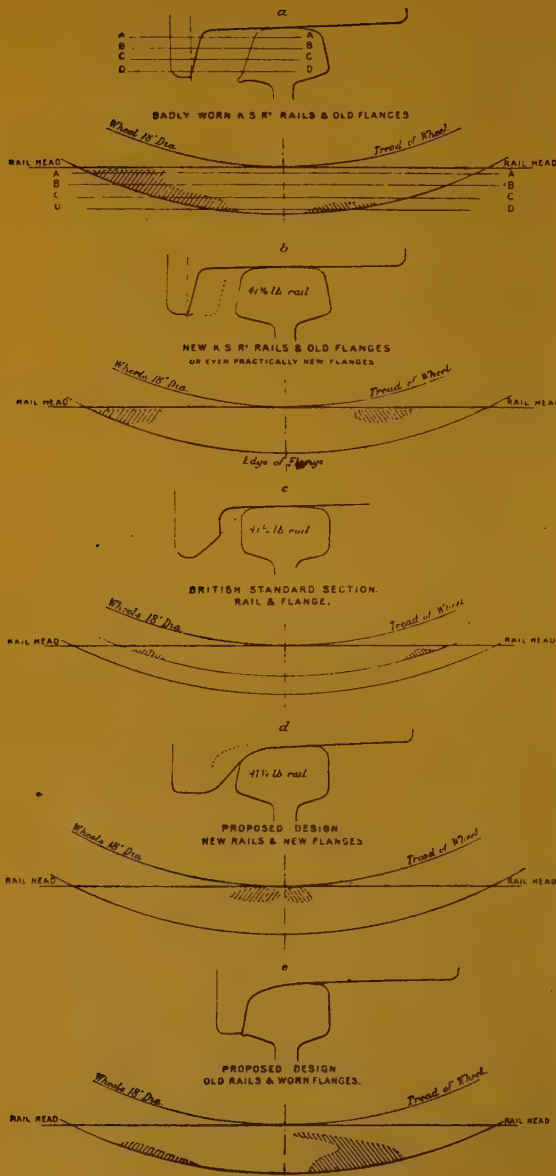 a
A A
B B
C C
D D
BADLY WORN K S RY RAILS & OLD FLANGES
Wheel 18" Dia. Tread of Wheel
RAIL HEAD RAIL HEAD
A A
B B
C C
D D
b
41¼ lb rail
NEW K S RY RAILS & OLD FLANGES
OR EVEN PRACTICALLY NEW FLANGES
Wheels 18" Dia Tread of Wheel
RAIL HEAD RAIL HEAD
Edge of Flange
c
41¼ lb rail
BRITISH STANDARD SECTION.
RAIL & FLANGE.
Wheels 18" Dia Tread of Wheel
RAIL HEAD RAIL HEAD
d
41¼ lb rail
PROPOSED DESIGN
NEW RAILS & NEW FLANGES
Wheels 18" Dia Tread of Wheel
RAIL HEAD RAIL HEAD
e
PROPOSED DESIGN
OLD RAILS & WORN FLANGES.
Wheels 18" Dia Tread of Wheel.
RAIL HEAD RAIL HEAD